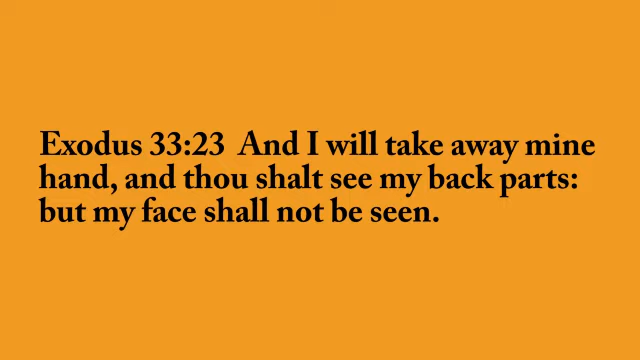 Exodus 33:23  And I will take away mine
hand, and thou shalt see my back parts:
but my face shall not be seen.